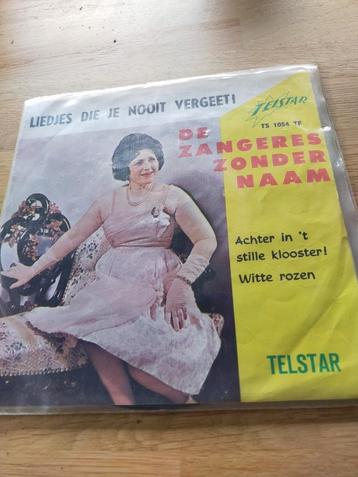 LIEDJES DIE JE NOOIT VERGEET!
TELSTAR
TS 1054 TF
DE
ZANGERES
ZONDER
NAAM
Achter in 't
stille klooster!
Witte rozen
TELSTAR